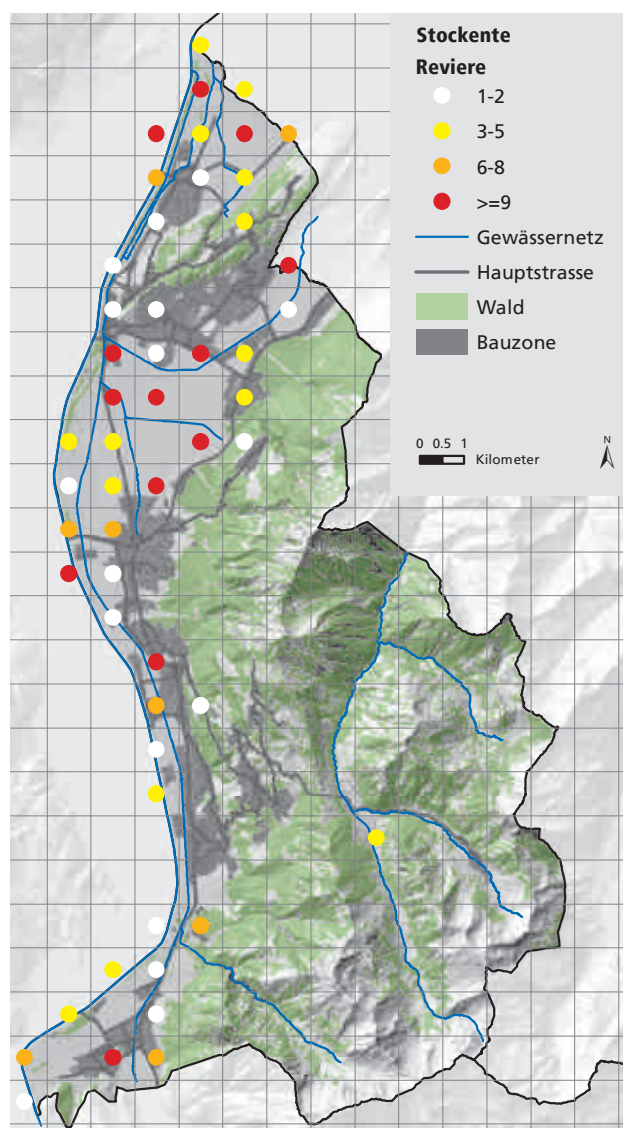 Stockente
Reviere
1-2
3-5
6-8
>=9
Gewässernetz
Hauptstrasse
Wald
Bauzone
0 0.5 1
Kilometer
N